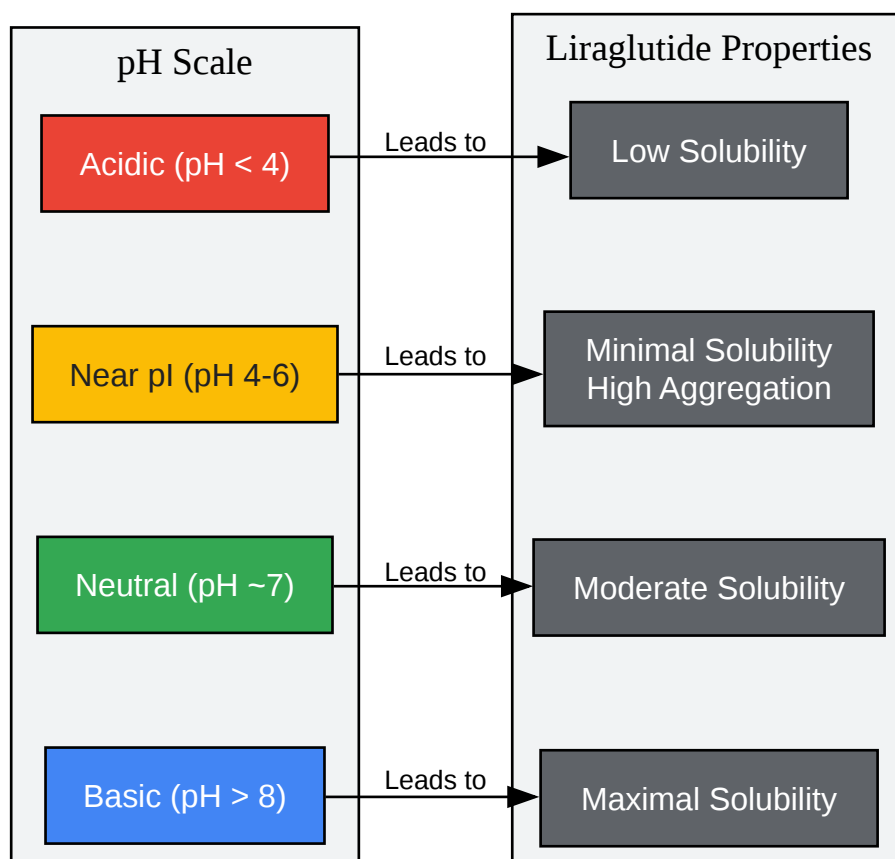 pH Scale
Liraglutide Properties
Acidic (pH < 4)
Leads to
Low Solubility
Near pI (pH 4-6)
Leads to
Minimal Solubility
High Aggregation
Neutral (pH ~7)
Leads to
Moderate Solubility
Basic (pH > 8)
Leads to
Maximal Solubility